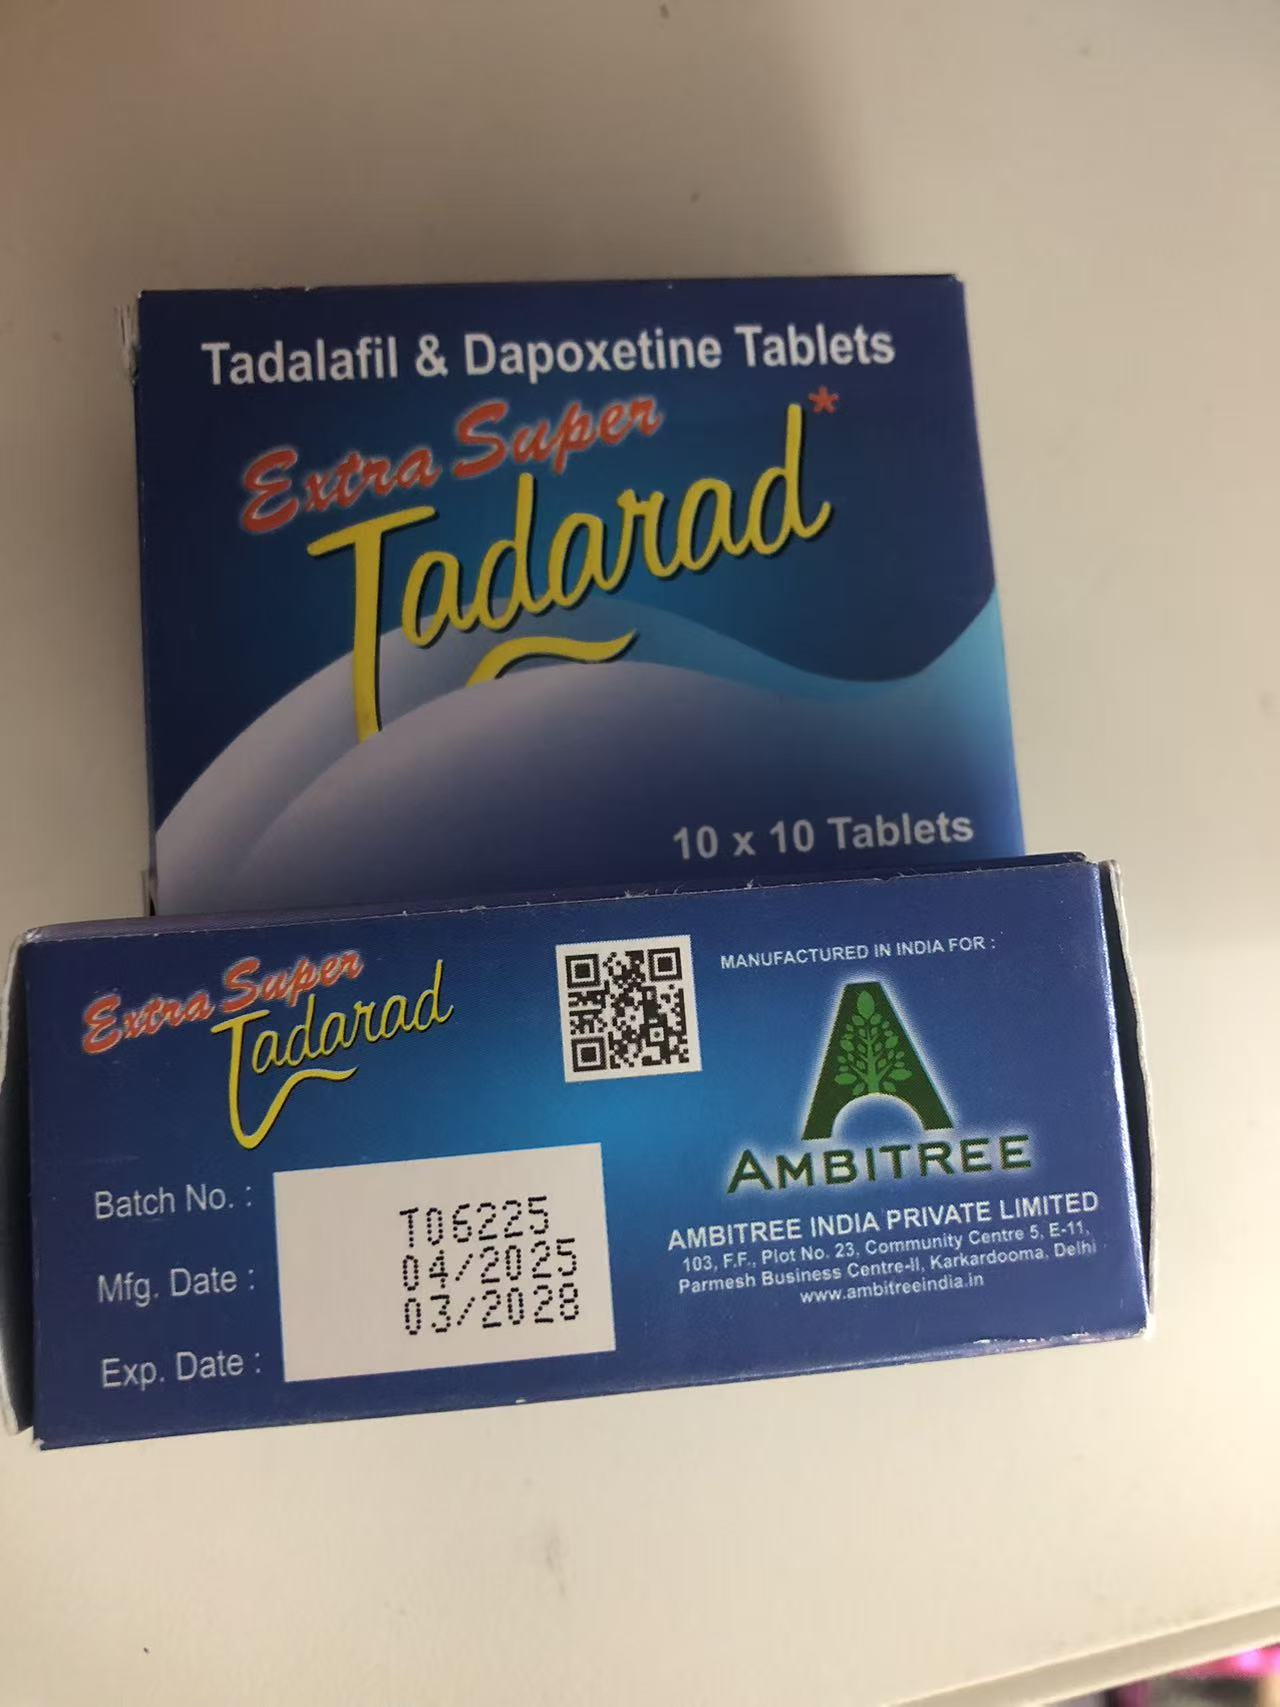 Tadalafil & Dapoxetine Tablets
Extra Super
Tadarad*
10 x 10 Tablets
Extra Super
Tadarad
Batch No. : T06225
Mfg. Date : 04/2025
Exp. Date : 03/2028
MANUFACTURED IN INDIA FOR :
AMBITREE
AMBITREE INDIA PRIVATE LIMITED
103, F.F., Plot No. 23, Community Centre 5, E-11,
Parmesh Business Centre-II, Karkardooma, Delhi
www.ambitreeindia.in